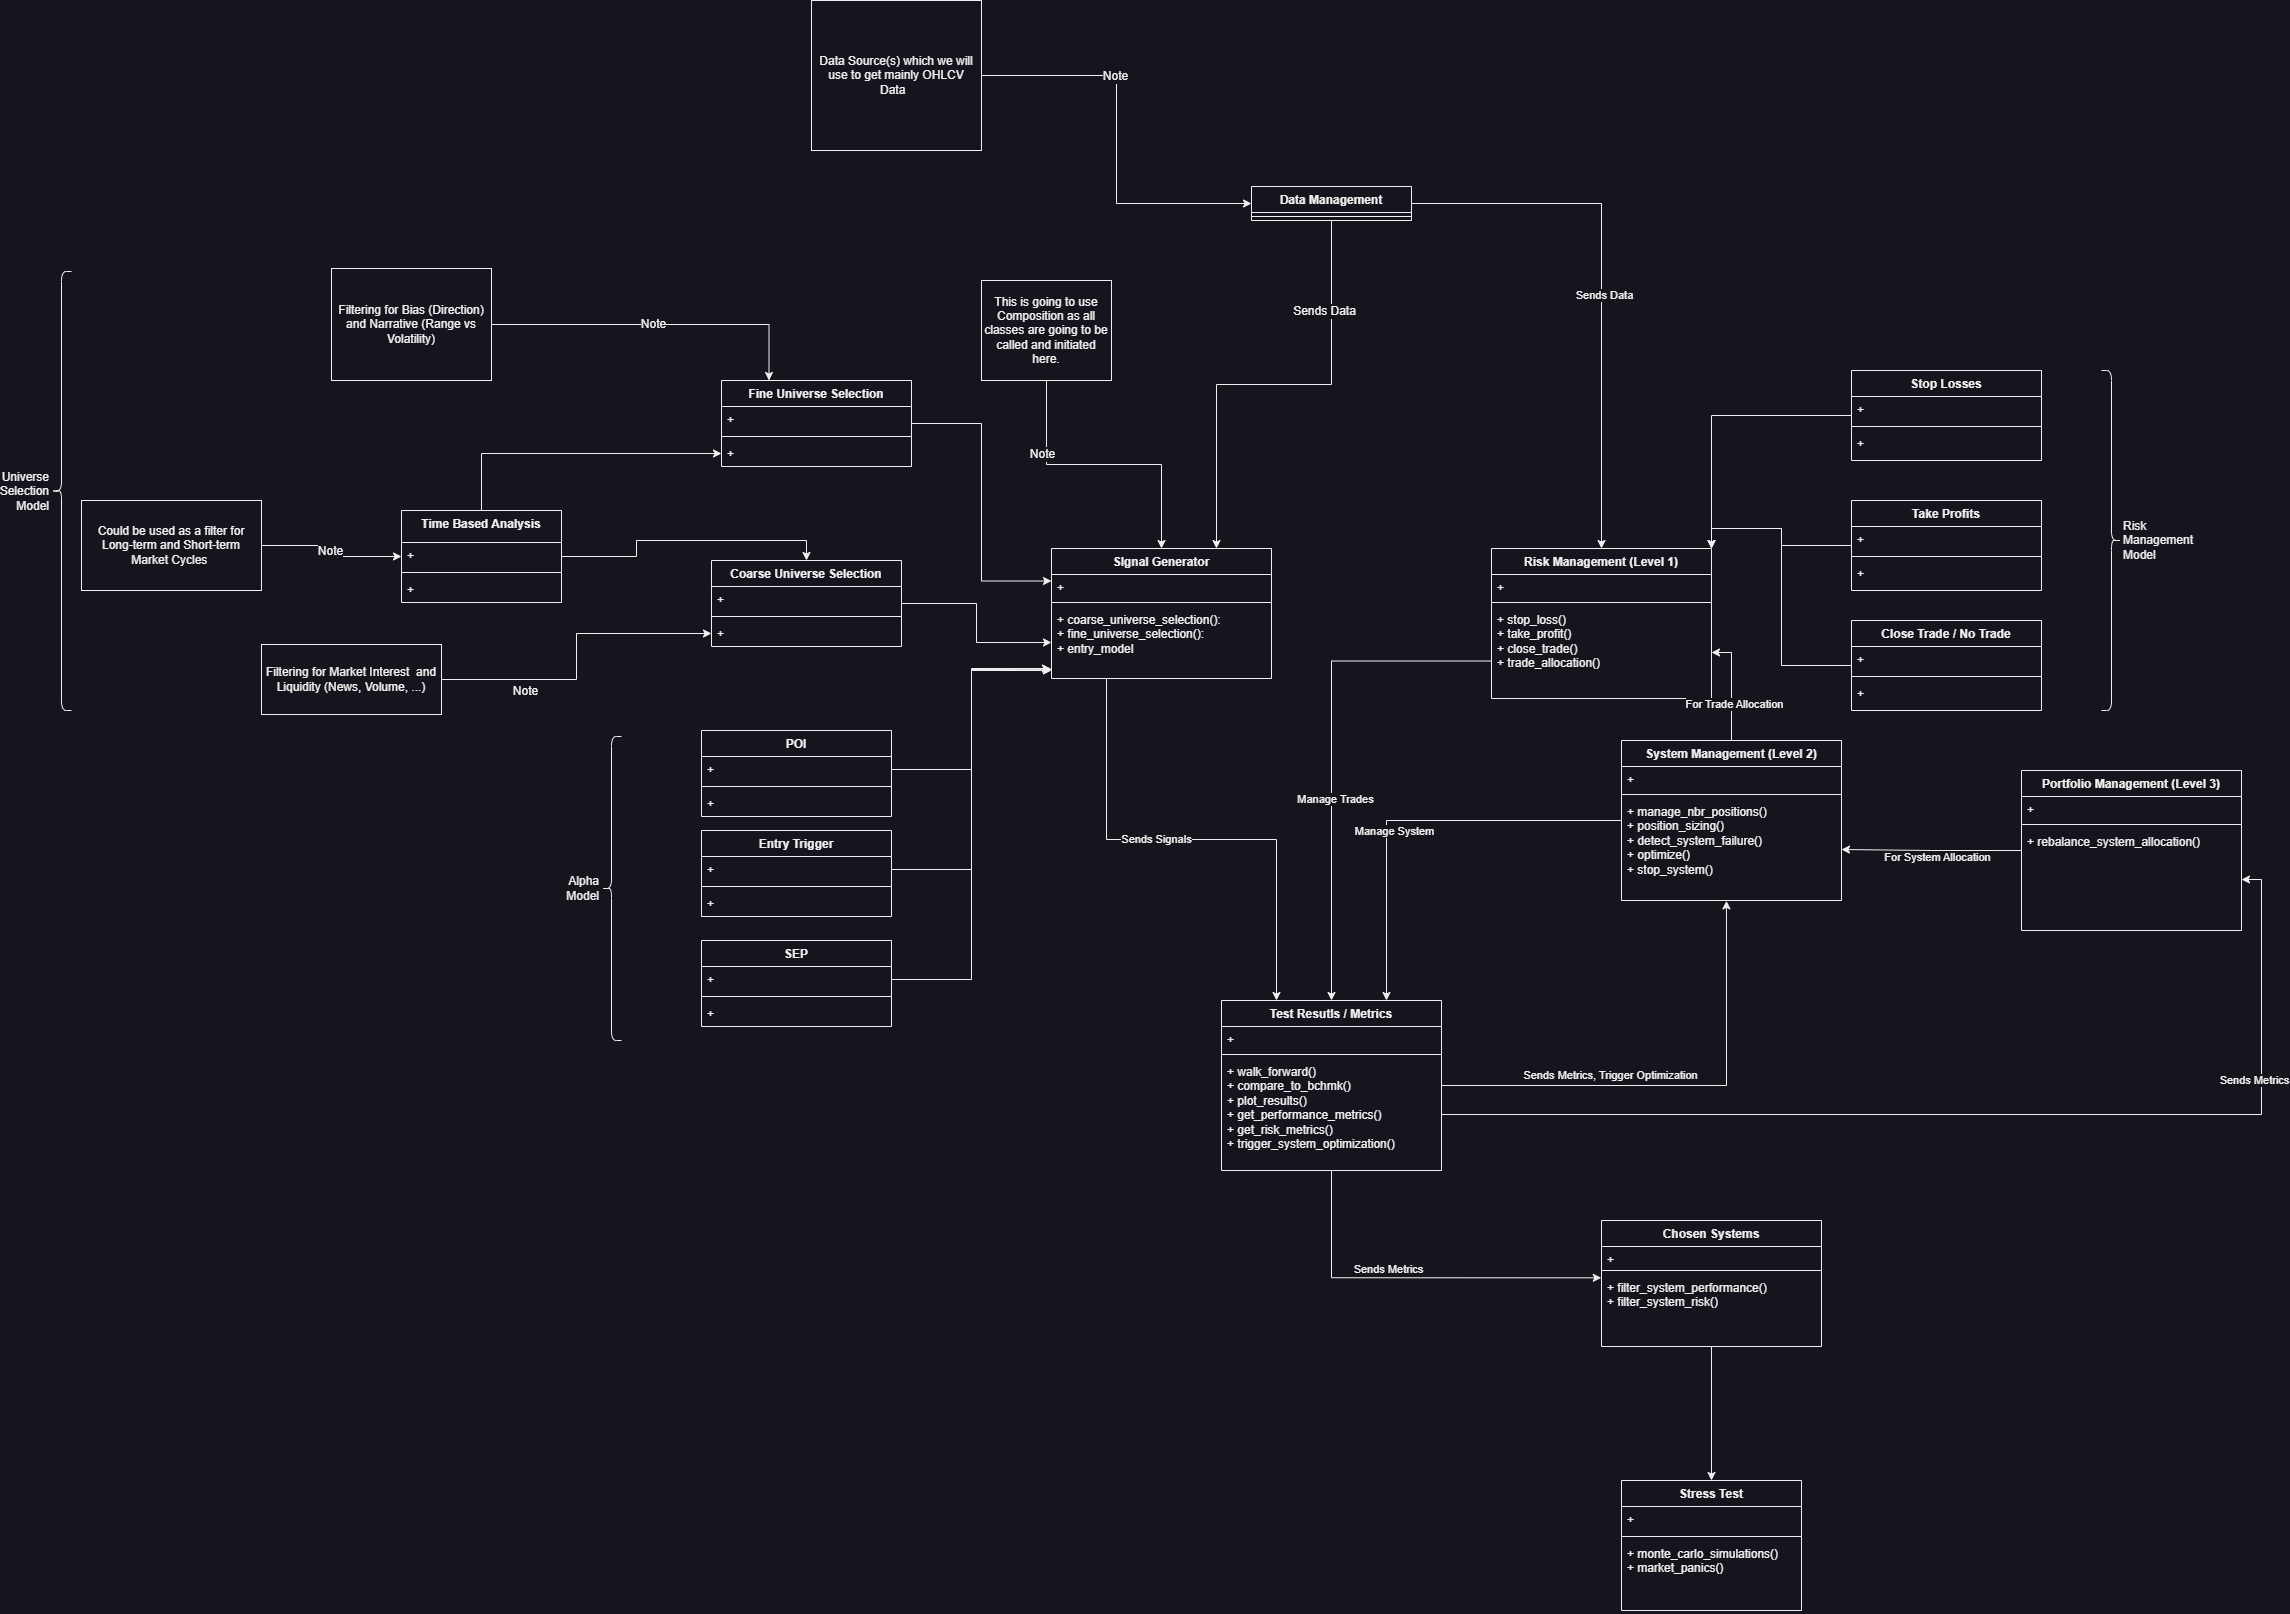 Data Source(s) which we will
use to get mainly OHLCV
Data
Note
Data Management
Sends Data
Sends Data
Filtering for Bias (Direction)
and Narrative (Range vs
Volatility)
Note
This is going to use
Composition as all
classes are going to be
called and initiated
here.
Note
Fine Universe Selection
+
+
Universe
Selection
Model
Could be used as a filter for
Long-term and Short-term
Market Cycles
Note
Time Based Analysis
+
+
Coarse Universe Selection
+
+
Filtering for Market Interest  and
Liquidity (News, Volume, ...)
Note
SIgnal Generator
+
+ coarse_universe_selection():
+ fine_universe_selection():
+ entry_model
Risk Management (Level 1)
+
+ stop_loss()
+ take_profit()
+ close_trade()
+ trade_allocation()
Stop Losses
+
+
Take Profits
+
+
Close Trade / No Trade
+
+
Risk
Management
Model
For Trade Allocation
Alpha
Model
POI
+
+
Entry Trigger
+
+
SEP
+
+
Sends Signals
Manage Trades
Manage System
System Management (Level 2)
+
+ manage_nbr_positions()
+ position_sizing()
+ detect_system_failure()
+ optimize()
+ stop_system()
For System Allocation
Portfolio Management (Level 3)
+
+ rebalance_system_allocation()
Test Resutls / Metrics
+
+ walk_forward()
+ compare_to_bchmk()
+ plot_results()
+ get_performance_metrics()
+ get_risk_metrics()
+ trigger_system_optimization()
Sends Metrics, Trigger Optimization
Sends Metrics
Sends Metrics
Chosen Systems
+
+ filter_system_performance()
+ filter_system_risk()
Stress Test
+
+ monte_carlo_simulations()
+ market_panics()